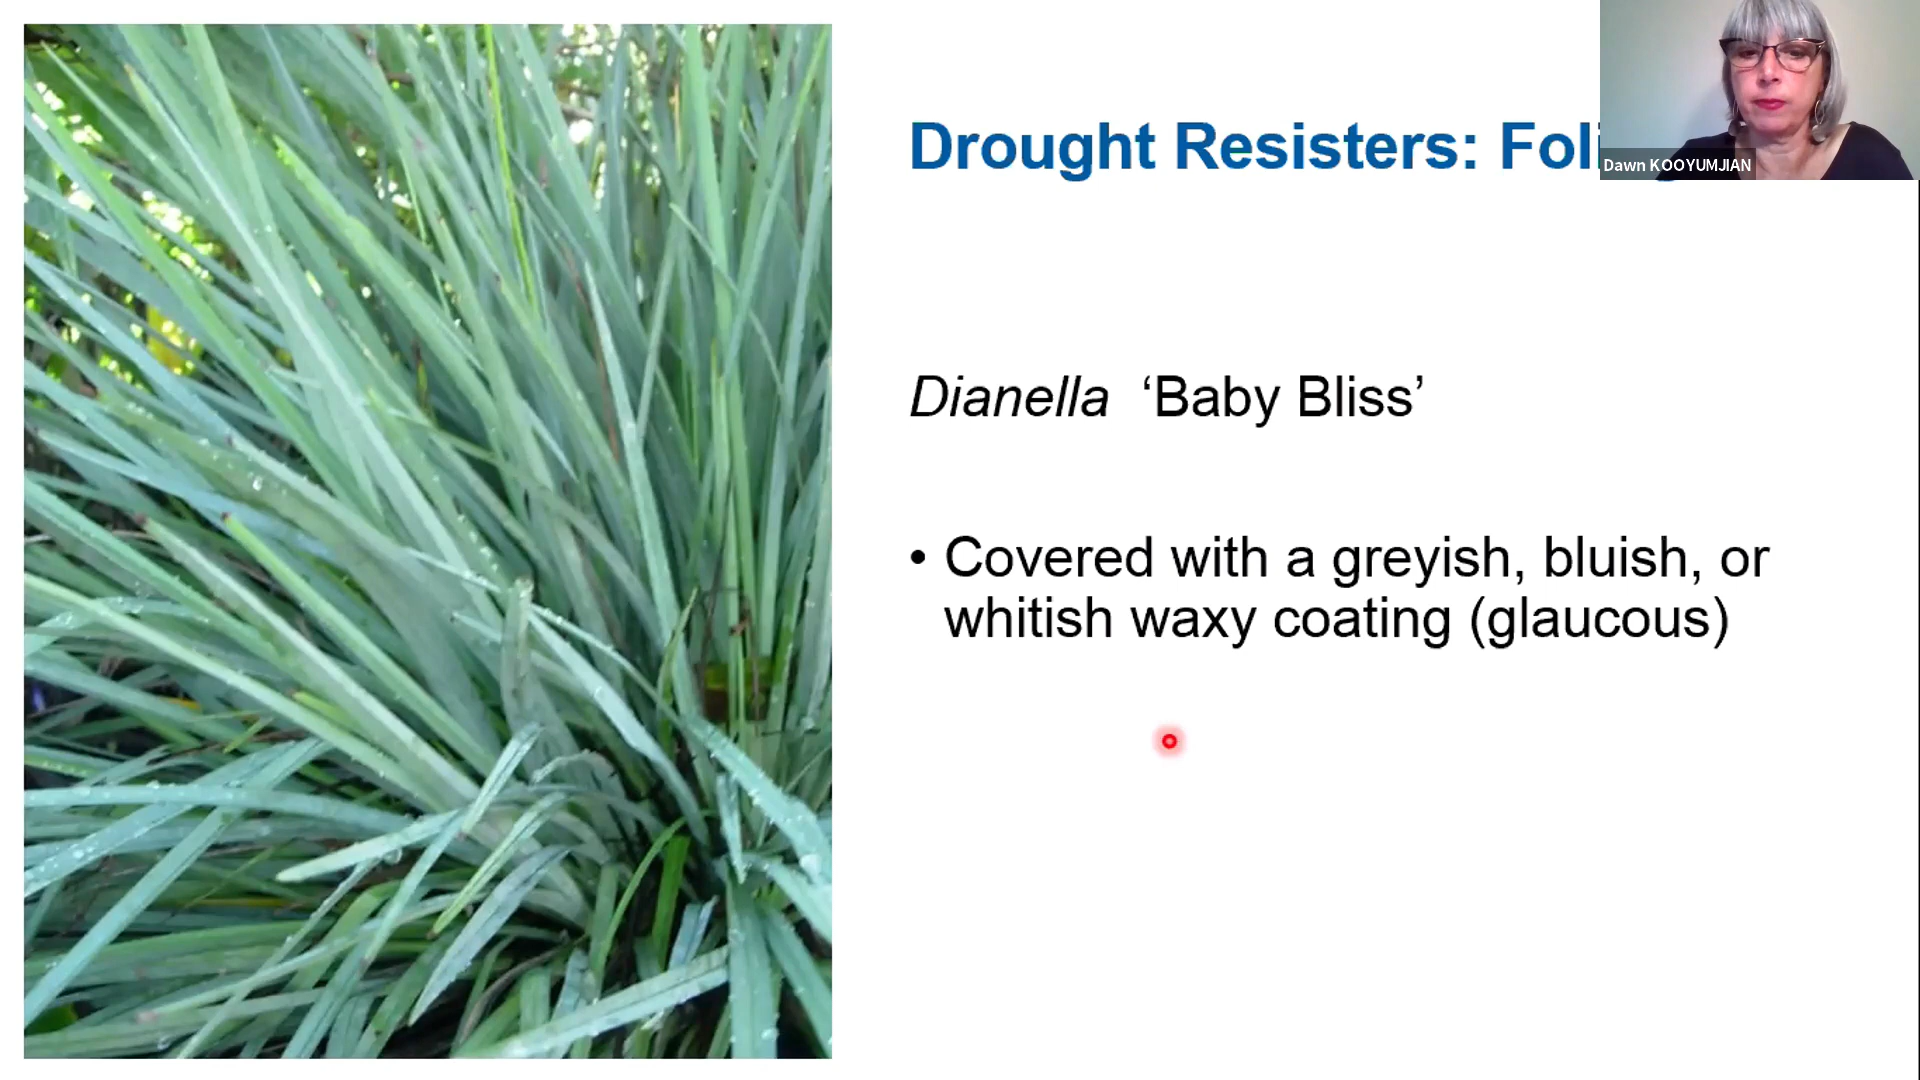 Drought Resisters: Foli
Dawn KOOYUMJIAN
Dianella ‘Baby Bliss’
• Covered with a greyish, bluish, or
whitish waxy coating (glaucous)